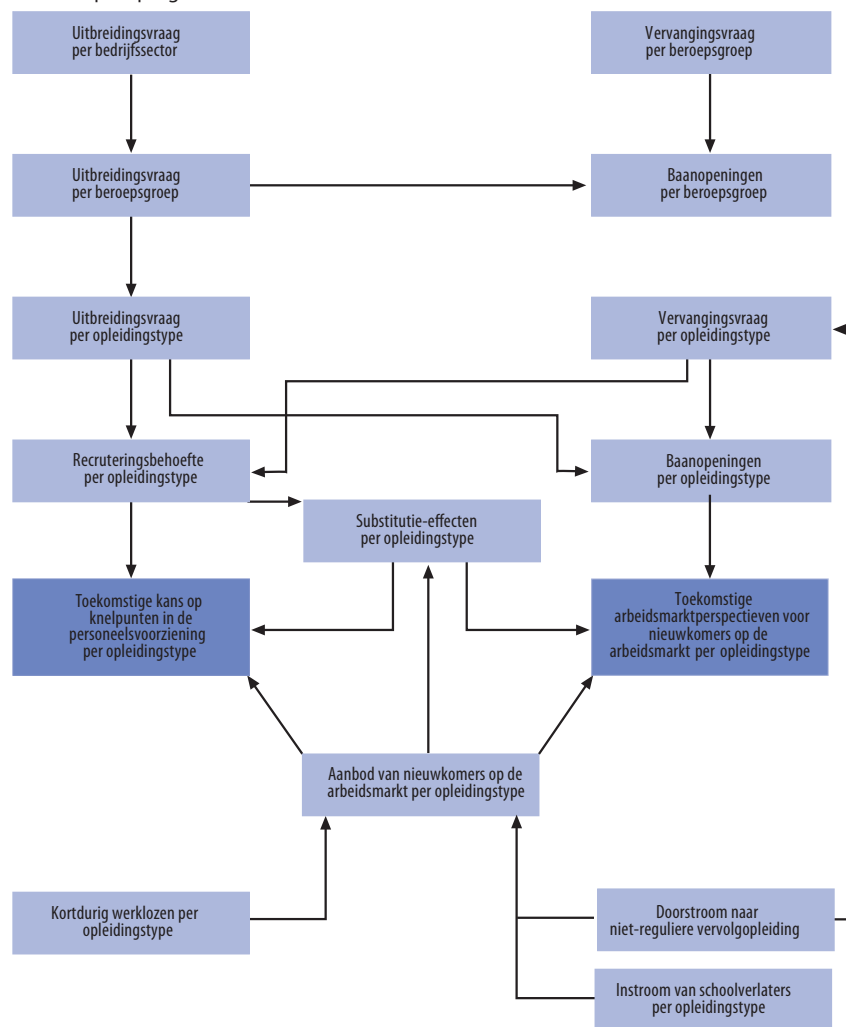 Uitbreidingsvraag
per bedrijfssector
Vervangingsvraag
per beroepsgroep
Uitbreidingsvraag
per beroepsgroep
Baanopeningen
per beroepsgroep
Uitbreidingsvraag
per opleidingstype
Vervangingsvraag
per opleidingstype
Recruteringsbehoefte
per opleidingstype
Baanopeningen
per opleidingstype
Substitutie-effecten
per opleidingstype
Toekomstige kans op
knelpunten in de
personeelsvoorziening
per opleidingstype
Toekomstige
arbeidsmarktperspectieven voor
nieuwkomers op de
arbeidsmarkt per opleidingstype
Aanbod van nieuwkomers op de
arbeidsmarkt per opleidingstype
Kortdurig werklozen per
opleidingstype
Doorstroom naar
niet-reguliere vervolgopleiding
Instroom van schoolverlaters
per opleidingstype